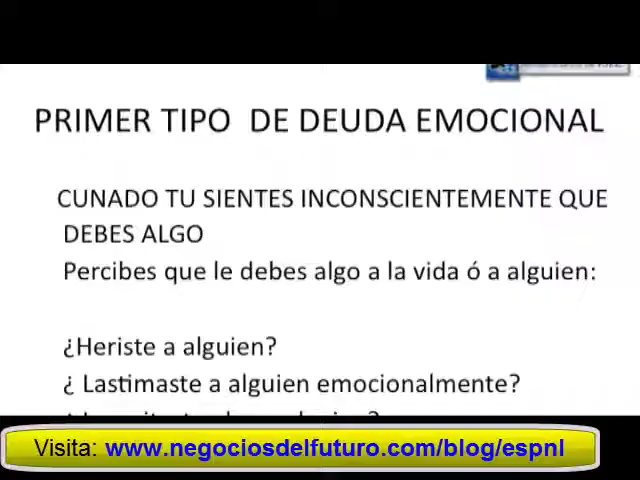 PRIMER TIPO DE DEUDA EMOCIONAL
CUNADO TU SIENTES INCONSCIENTEMENTE QUE
DEBES ALGO
Percibes que le debes algo a la vida ó a alguien:
¿Heriste a alguien?
¿ Lastimaste a alguien emocionalmente?
Visita: www.negociosdelfuturo.com/blog/espnl